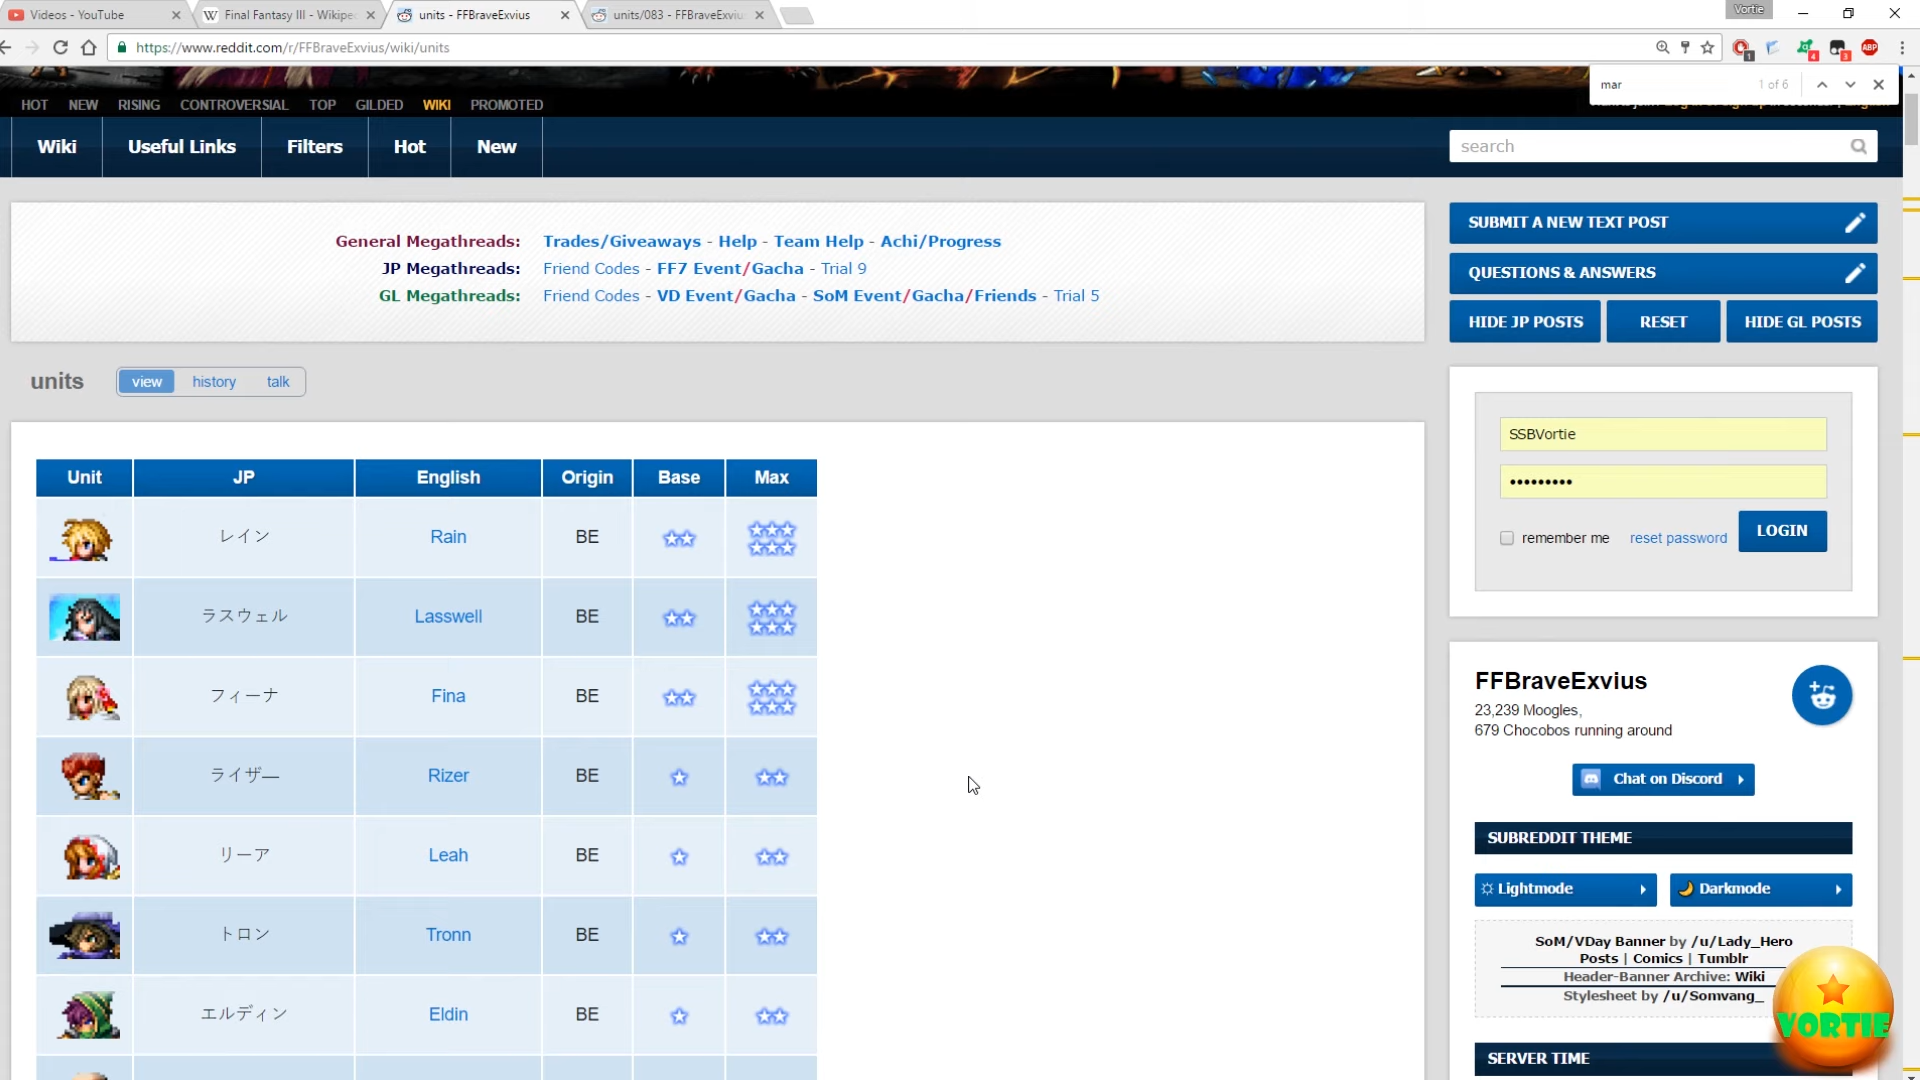 Videos - YouTube
Final Fantasy III - Wikipe
units - FFBraveExvius
units/083 - FFBraveExvius
Vortie
https://www.reddit.com/r/FFBraveExvius/wiki/units
mar 1 of 6
HOT NEW RISING CONTROVERSIAL TOP GILDED WIKI PROMOTED
Wiki Useful Links Filters Hot New
search
General Megathreads: Trades/Giveaways - Help - Team Help - Achi/Progress
JP Megathreads: Friend Codes - FF7 Event/Gacha - Trial 9
GL Megathreads: Friend Codes - VD Event/Gacha - SoM Event/Gacha/Friends - Trial 5
SUBMIT A NEW TEXT POST
QUESTIONS & ANSWERS
HIDE JP POSTS RESET HIDE GL POSTS
units view history talk
Unit JP English Origin Base Max
レイン Rain BE
ラスウェル Lasswell BE
フィーナ Fina BE
ライザー Rizer BE
リーア Leah BE
トロン Tronn BE
エルディン Eldin BE
SSBVortie
•••••••••
remember me reset password LOGIN
FFBraveExvius
23,239 Moogles,
679 Chocobos running around
Chat on Discord
SUBREDDIT THEME
Lightmode Darkmode
SoM/VDay Banner by /u/Lady_Hero
Posts | Comics | Tumblr
Header-Banner Archive: Wiki
Stylesheet by /u/Somvang_
VORTIE
SERVER TIME